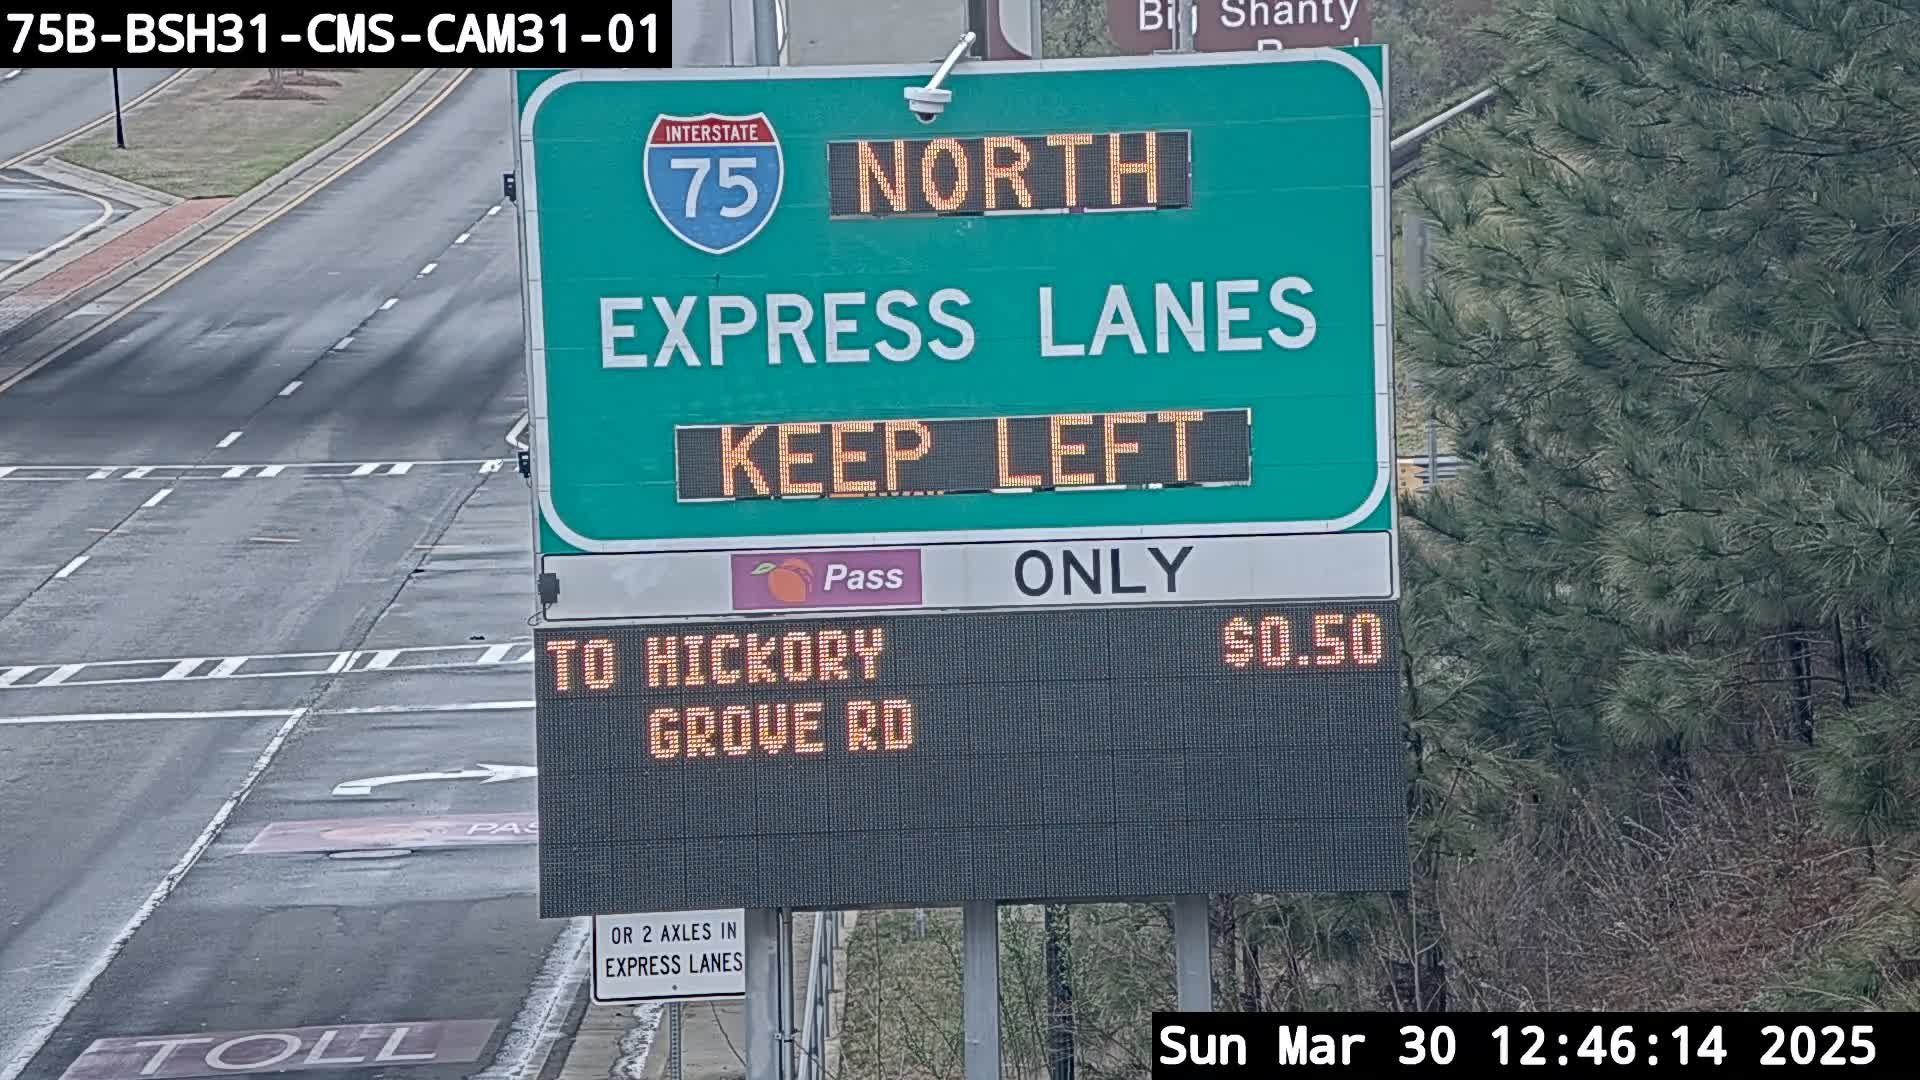 75B-BSH31-CMS-CAM31-01
Big Shanty
INTERSTATE
75
NORTH
EXPRESS LANES
KEEP LEFT
Pass ONLY
TO HICKORY $0.50
GROVE RD
OR 2 AXLES IN
EXPRESS LANES
TOLL
Sun Mar 30 12:46:14 2025